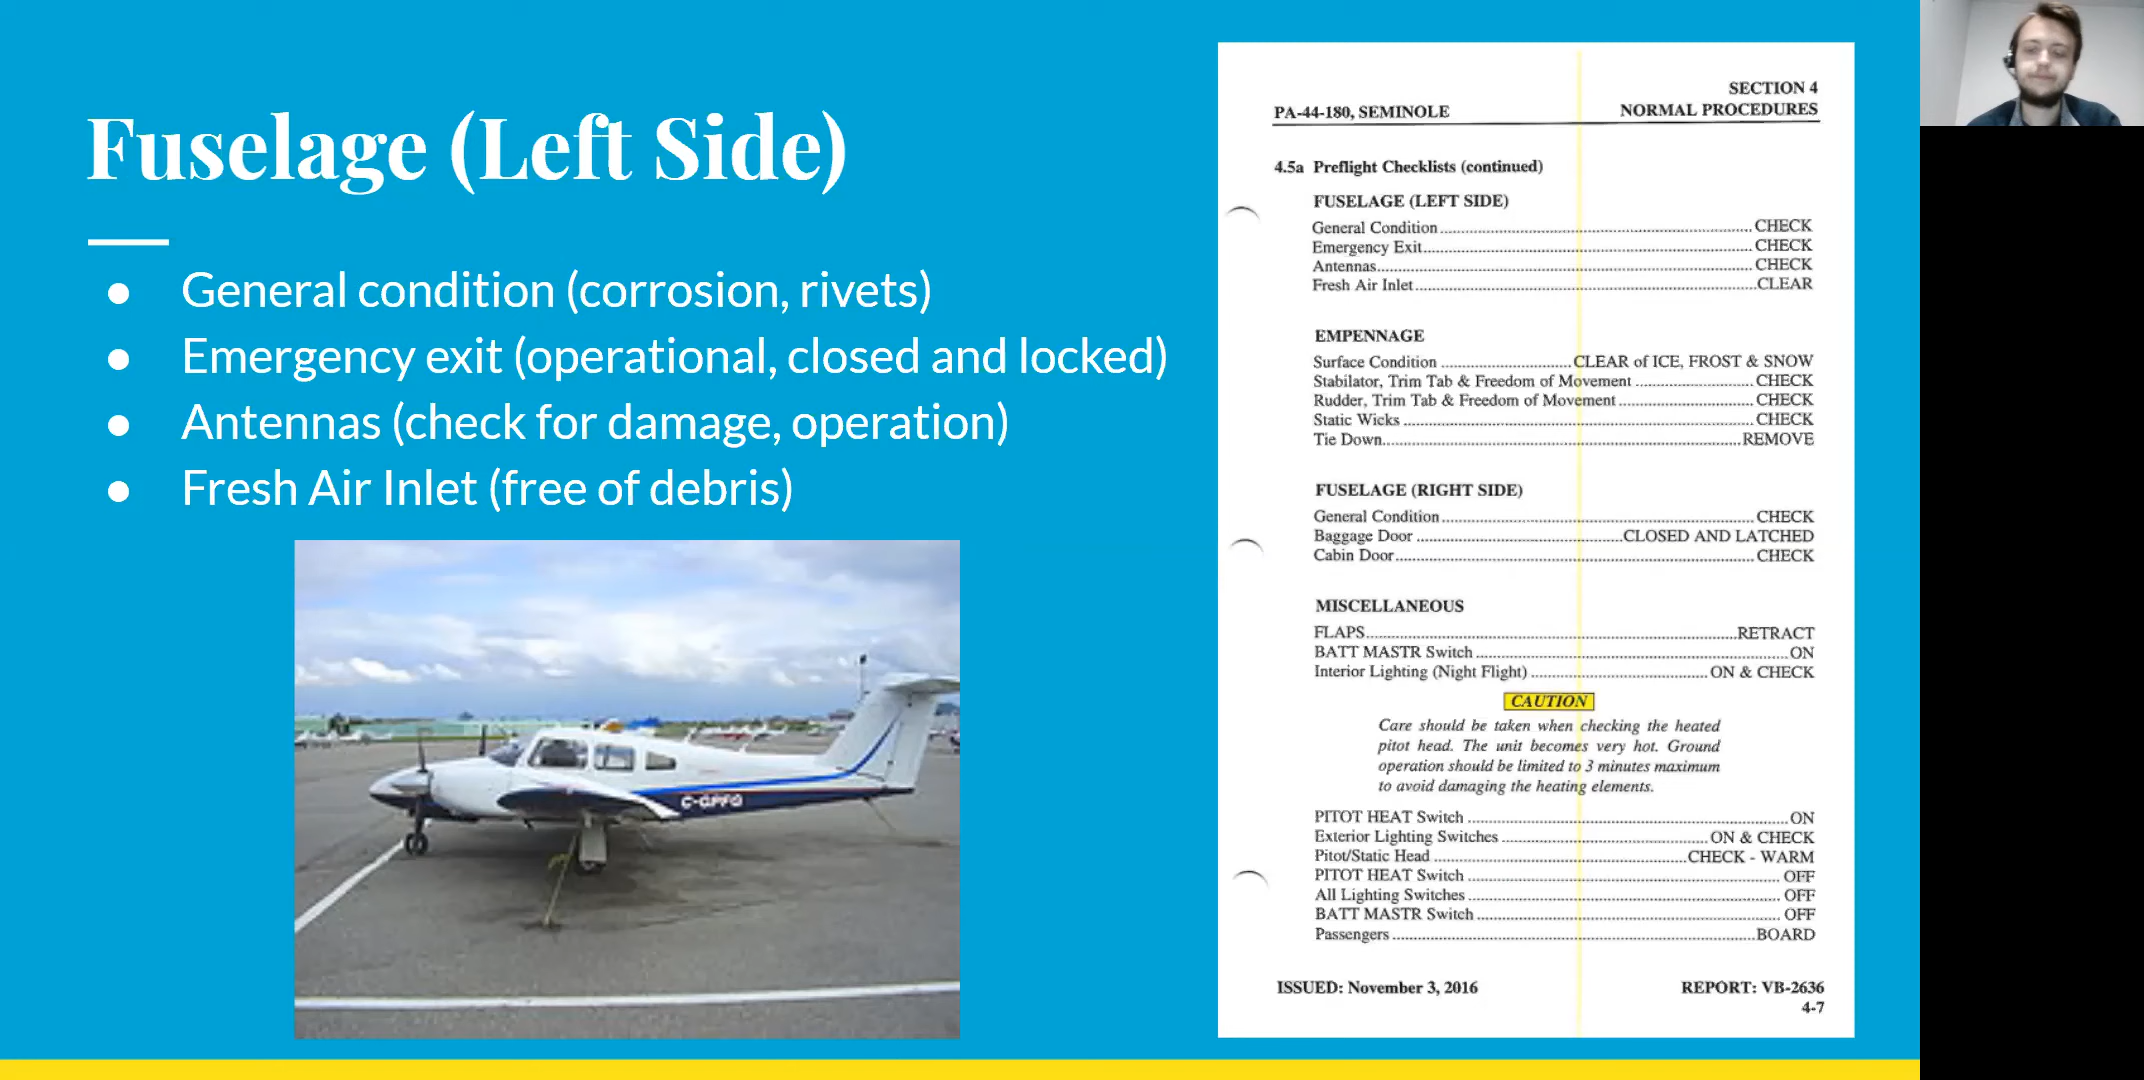 Fuselage (Left Side)
● General condition (corrosion, rivets)
● Emergency exit (operational, closed and locked)
● Antennas (check for damage, operation)
● Fresh Air Inlet (free of debris)
C-GPFQ
SECTION 4
PA-44-180, SEMINOLE NORMAL PROCEDURES
4.5a Preflight Checklists (continued)
FUSELAGE (LEFT SIDE)
General Condition CHECK
Emergency Exit CHECK
Antennas CHECK
Fresh Air Inlet CLEAR
EMPENNAGE
Surface Condition CLEAR of ICE, FROST & SNOW
Stabilator, Trim Tab & Freedom of Movement CHECK
Rudder, Trim Tab & Freedom of Movement CHECK
Static Wicks CHECK
Tie Down REMOVE
FUSELAGE (RIGHT SIDE)
General Condition CHECK
Baggage Door CLOSED AND LATCHED
Cabin Door CHECK
MISCELLANEOUS
FLAPS RETRACT
BATT MASTR Switch ON
Interior Lighting (Night Flight) ON & CHECK
CAUTION
Care should be taken when checking the heated
pitot head. The unit becomes very hot. Ground
operation should be limited to 3 minutes maximum
to avoid damaging the heating elements.
PITOT HEAT Switch ON
Exterior Lighting Switches ON & CHECK
Pitot/Static Head CHECK - WARM
PITOT HEAT Switch OFF
All Lighting Switches OFF
BATT MASTR Switch OFF
Passengers BOARD
ISSUED: November 3, 2016 REPORT: VB-2636
4-7